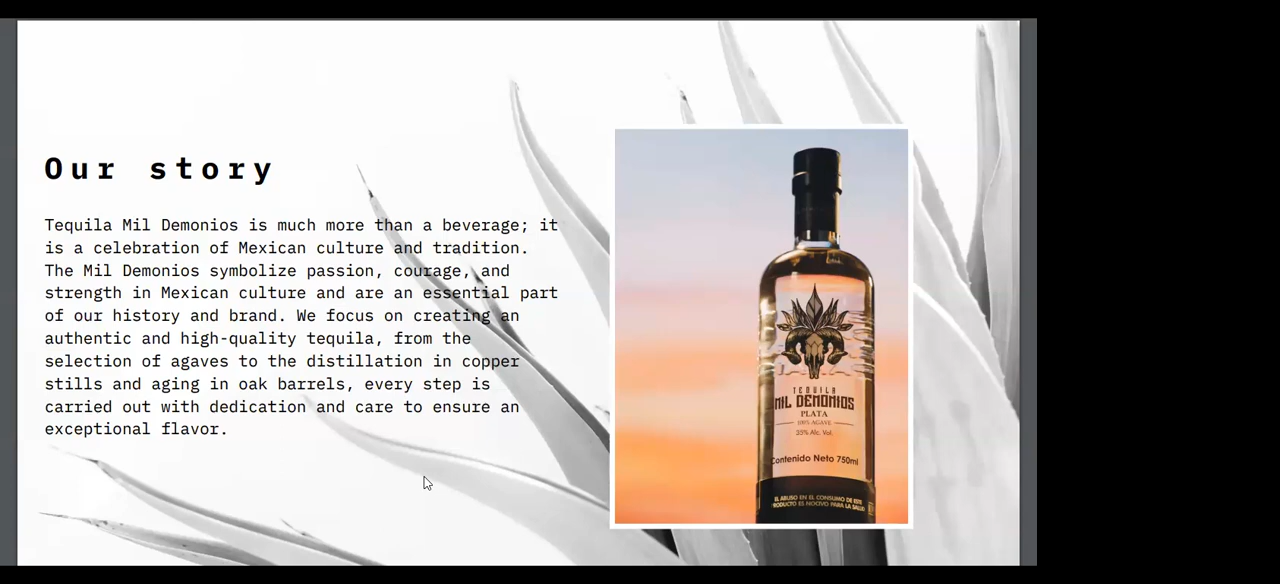 Our story
Tequila Mil Demonios is much more than a beverage; it
is a celebration of Mexican culture and tradition.
The Mil Demonios symbolize passion, courage, and
strength in Mexican culture and are an essential part
of our history and brand. We focus on creating an
authentic and high-quality tequila, from the
selection of agaves to the distillation in copper
stills and aging in oak barrels, every step is
carried out with dedication and care to ensure an
exceptional flavor.
TEQUILA
MIL DEMONIOS
PLATA
100% AGAVE
35% Alc. Vol.
Contenido Neto 750ml
EL ABUSO EN EL CONSUMO DE ESTE
PRODUCTO ES NOCIVO PARA LA SALUD